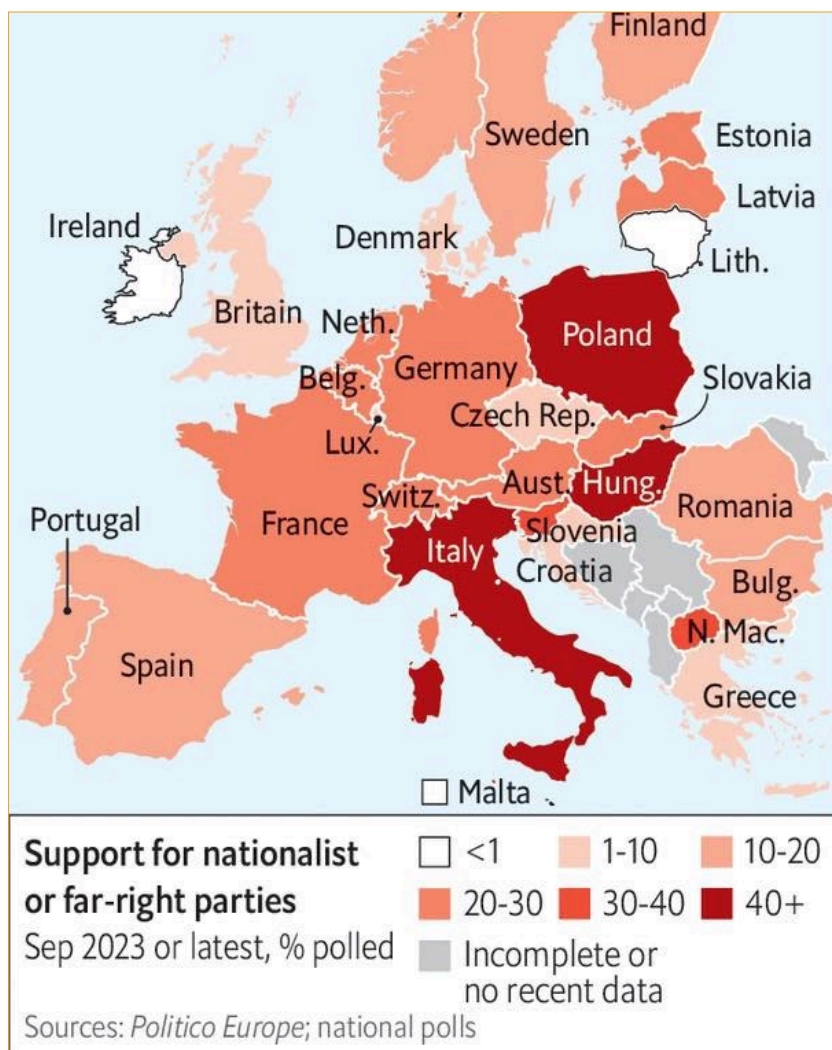 Finland
Sweden
Estonia
Latvia
Ireland
Denmark
Lith.
Britain
Neth.
Poland
Belg.
Germany
Slovakia
Czech Rep.
Lux.
Aust.
Hung.
Switz.
Romania
Portugal
France
Slovenia
Italy
Croatia
Bulg.
N. Mac.
Spain
Greece
Malta
Support for nationalist
or far-right parties
Sep 2023 or latest, % polled
<1
1-10
10-20
20-30
30-40
40+
Incomplete or
no recent data
Sources: Politico Europe; national polls